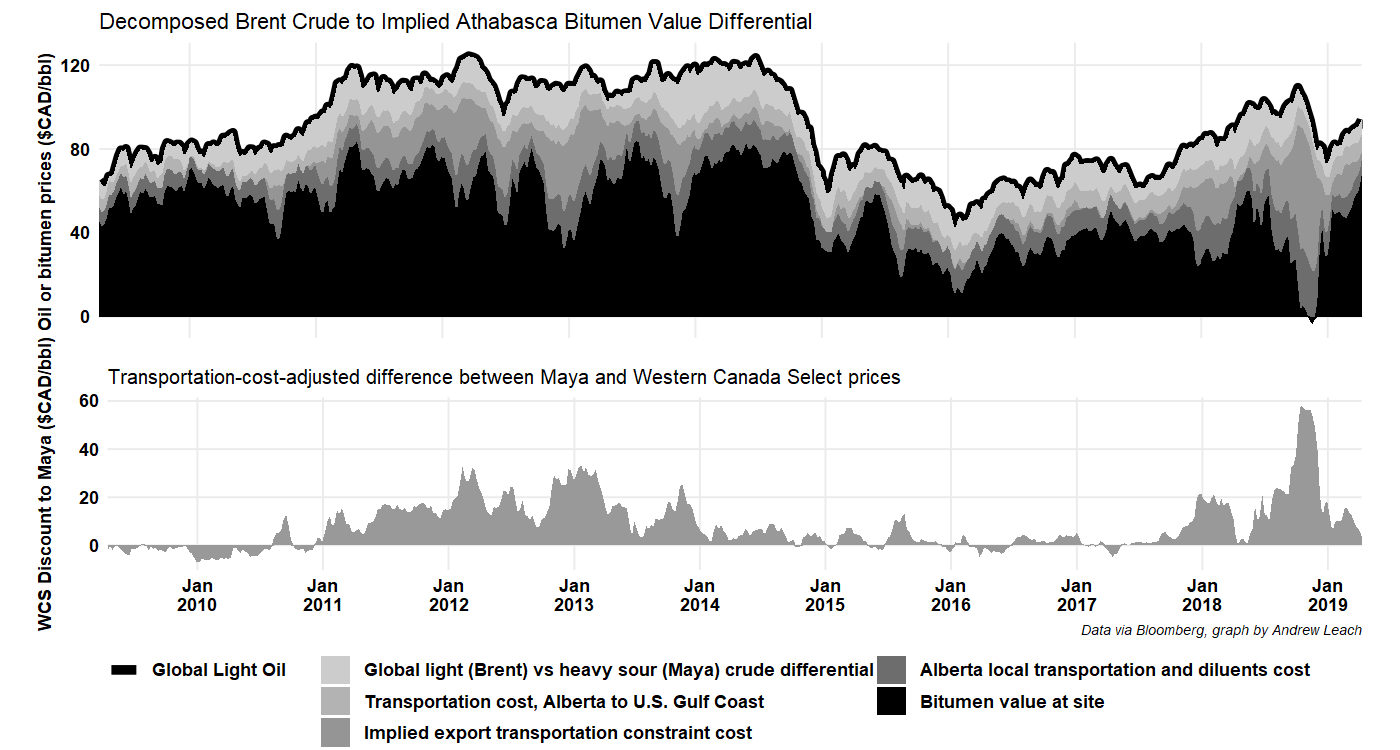 Decomposed Brent Crude to Implied Athabasca Bitumen Value Differential
Oil or bitumen prices ($CAD/bbl)
120
80
40
0
Transportation-cost-adjusted difference between Maya and Western Canada Select prices
WCS Discount to Maya ($CAD/bbl)
60
40
20
0
Jan Jan Jan Jan Jan Jan Jan Jan Jan Jan
2010 2011 2012 2013 2014 2015 2016 2017 2018 2019
Data via Bloomberg, graph by Andrew Leach
Global Light Oil
Global light (Brent) vs heavy sour (Maya) crude differential
Transportation cost, Alberta to U.S. Gulf Coast
Implied export transportation constraint cost
Alberta local transportation and diluents cost
Bitumen value at site